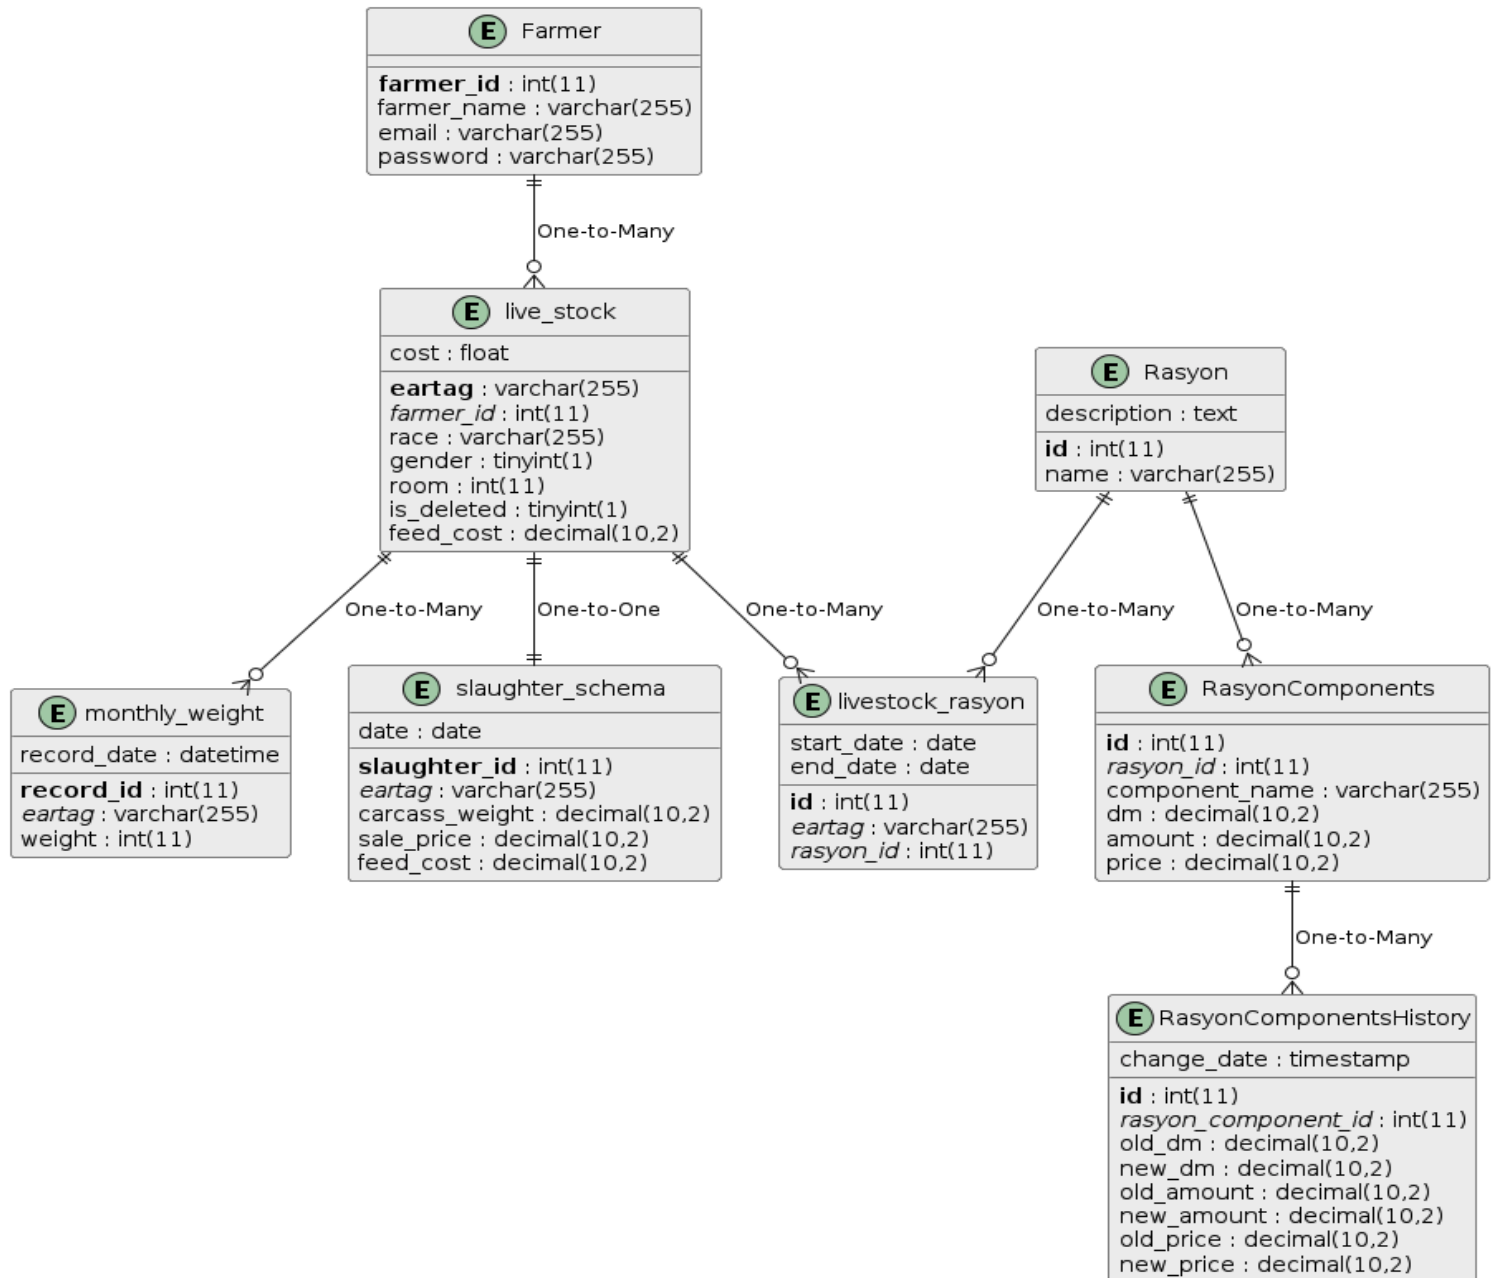 E Farmer
farmer_id : int(11)
farmer_name : varchar(255)
email : varchar(255)
password : varchar(255)
One-to-Many
E live_stock
cost : float
eartag : varchar(255)
farmer_id : int(11)
race : varchar(255)
gender : tinyint(1)
room : int(11)
is_deleted : tinyint(1)
feed_cost : decimal(10,2)
E Rasyon
description : text
id : int(11)
name : varchar(255)
One-to-Many
One-to-One
One-to-Many
One-to-Many
One-to-Many
E monthly_weight
record_date : datetime
record_id : int(11)
eartag : varchar(255)
weight : int(11)
E slaughter_schema
date : date
slaughter_id : int(11)
eartag : varchar(255)
carcass_weight : decimal(10,2)
sale_price : decimal(10,2)
feed_cost : decimal(10,2)
E livestock_rasyon
start_date : date
end_date : date
id : int(11)
eartag : varchar(255)
rasyon_id : int(11)
E RasyonComponents
id : int(11)
rasyon_id : int(11)
component_name : varchar(255)
dm : decimal(10,2)
amount : decimal(10,2)
price : decimal(10,2)
One-to-Many
E RasyonComponentsHistory
change_date : timestamp
id : int(11)
rasyon_component_id : int(11)
old_dm : decimal(10,2)
new_dm : decimal(10,2)
old_amount : decimal(10,2)
new_amount : decimal(10,2)
old_price : decimal(10,2)
new_price : decimal(10,2)